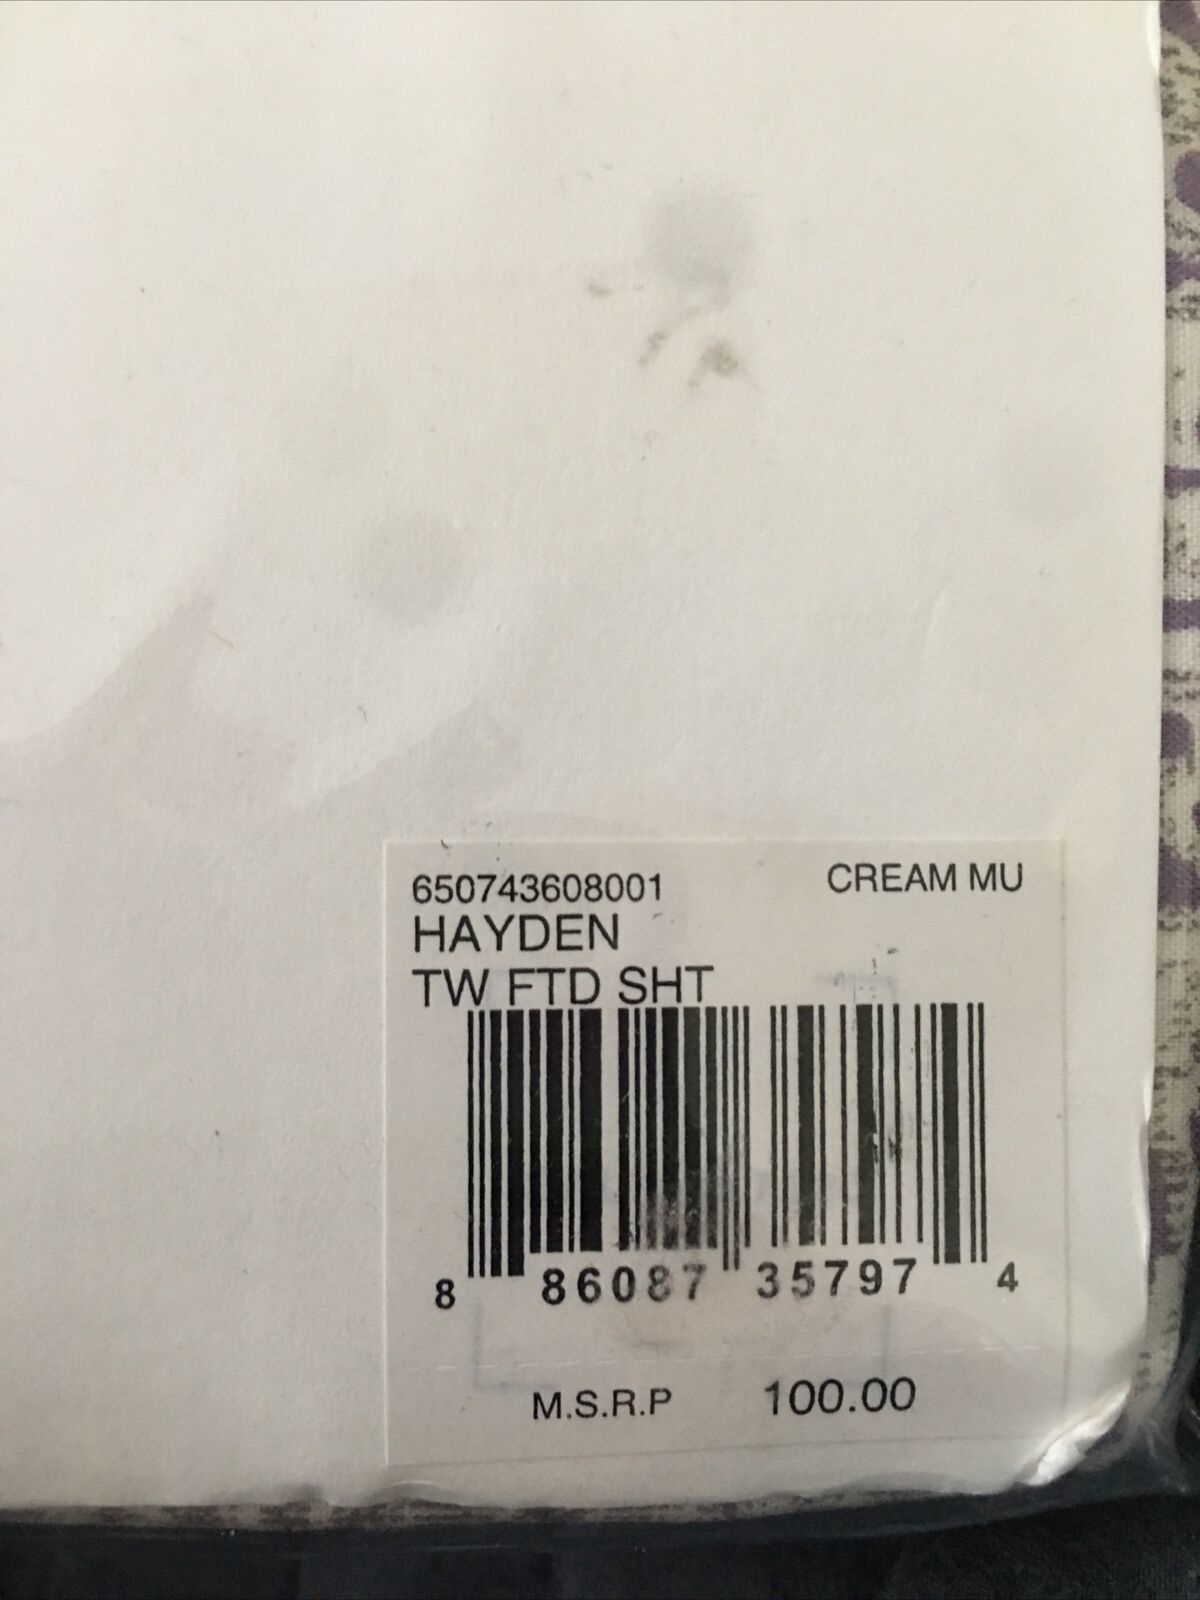 650743608001 CREAM MU
HAYDEN
TW FTD SHT
8 86087 35797 4
M.S.R.P 100.00